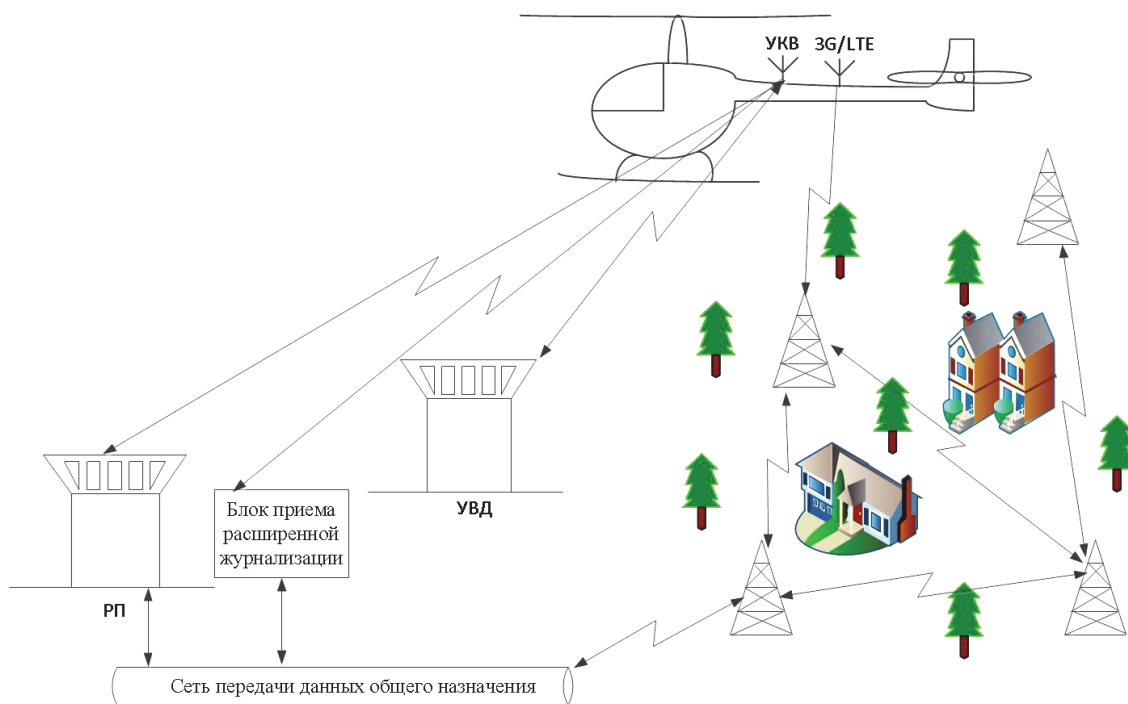 УКВ
3G/LTE
УВД
Блок приема
расширенной
журнализации
РП
Сеть передачи данных общего назначения